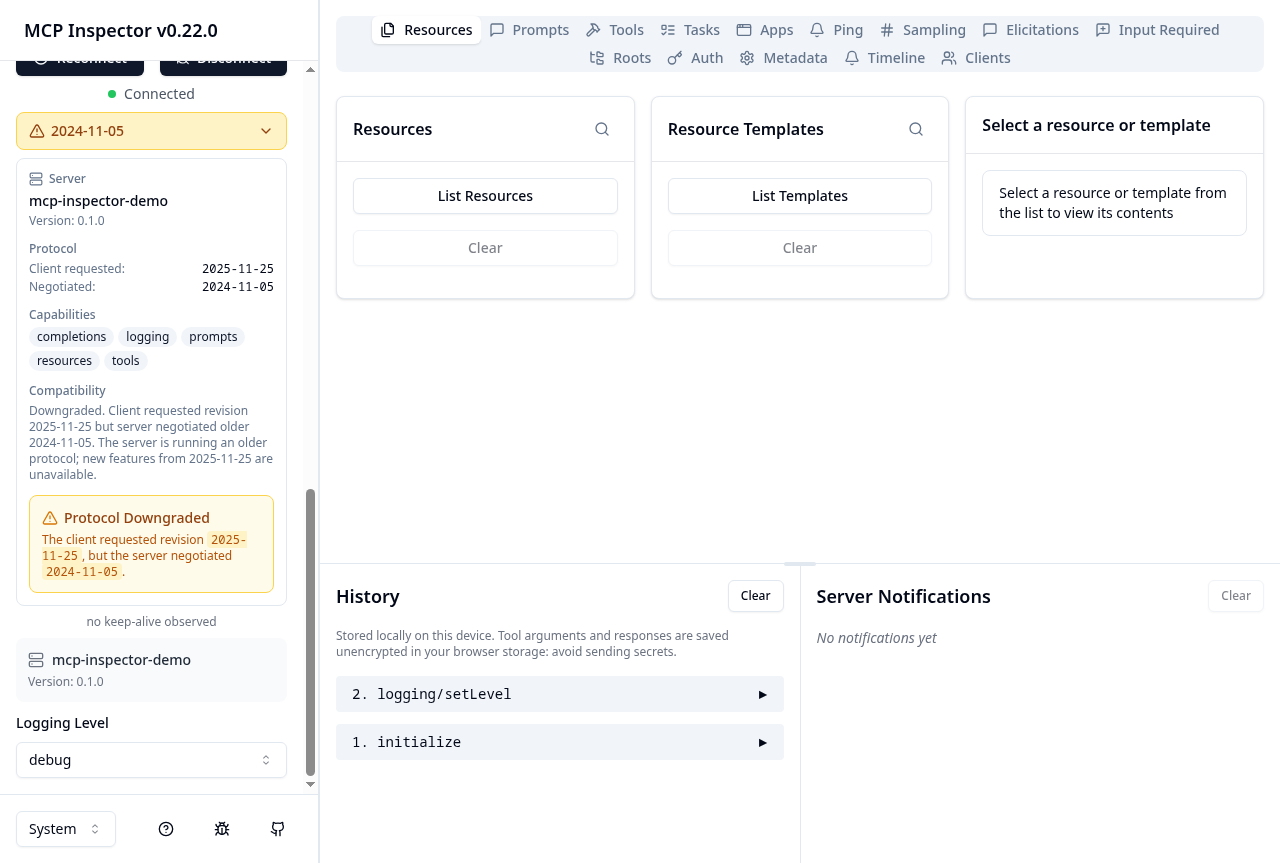 MCP Inspector v0.22.0
Reconnect
Disconnect
Connected
2024-11-05
Server
mcp-inspector-demo
Version: 0.1.0
Protocol
Client requested: 2025-11-25
Negotiated: 2024-11-05
Capabilities
completions logging prompts
resources tools
Compatibility
Downgraded. Client requested revision
2025-11-25 but server negotiated older
2024-11-05. The server is running an older
protocol; new features from 2025-11-25 are
unavailable.
Protocol Downgraded
The client requested revision 2025-
11-25, but the server negotiated
2024-11-05.
no keep-alive observed
mcp-inspector-demo
Version: 0.1.0
Logging Level
debug
System
Resources Prompts Tools Tasks Apps Ping Sampling Elicitations Input Required
Roots Auth Metadata Timeline Clients
Resources
List Resources
Clear
Resource Templates
List Templates
Clear
Select a resource or template
Select a resource or template from
the list to view its contents
History
Clear
Stored locally on this device. Tool arguments and responses are saved
unencrypted in your browser storage: avoid sending secrets.
2. logging/setLevel
1. initialize
Server Notifications
Clear
No notifications yet